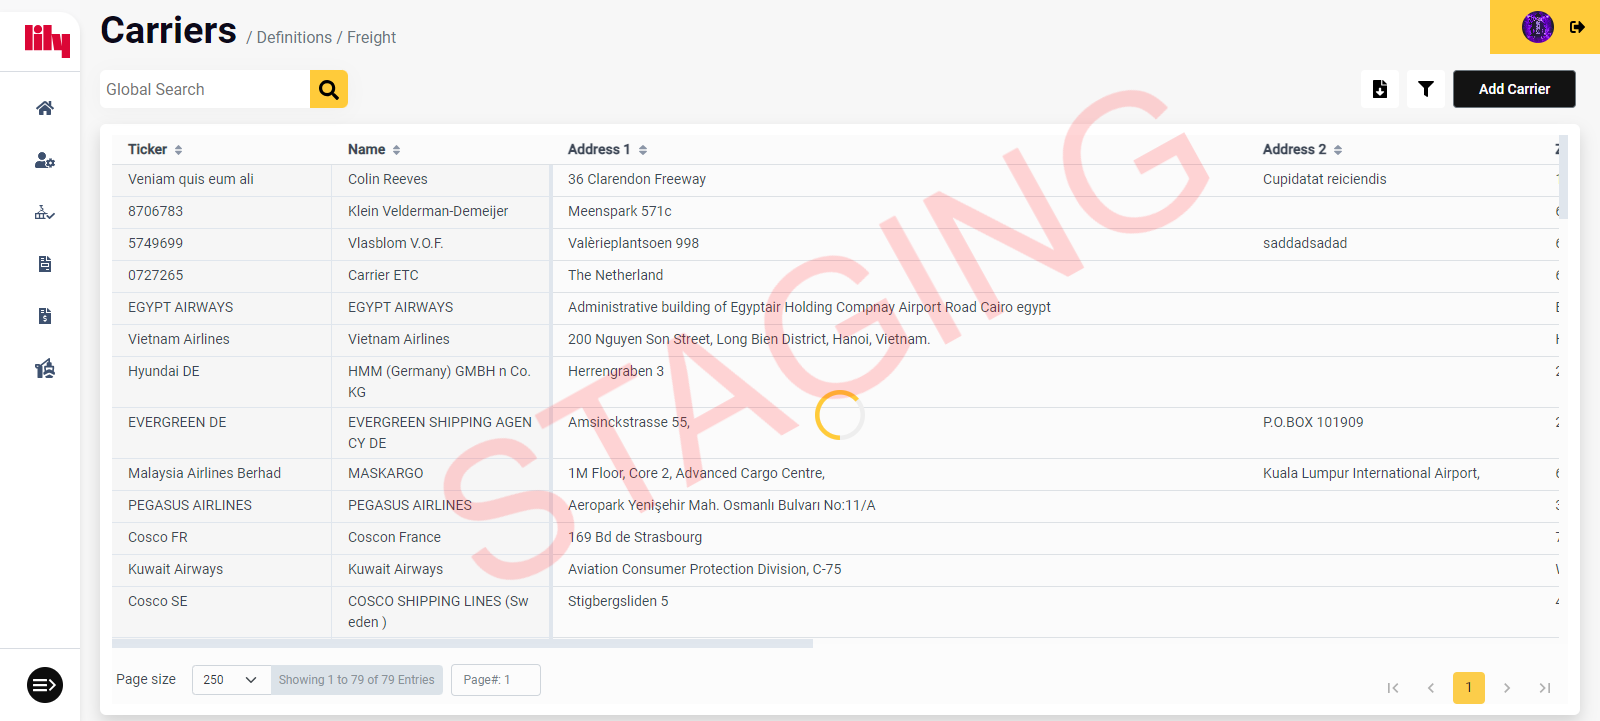 lily
Carriers / Definitions / Freight
Global Search
Add Carrier
Ticker Name Address 1 Address 2
Veniam quis eum ali Colin Reeves 36 Clarendon Freeway Cupidatat reiciendis
8706783 Klein Velderman-Demeijer Meenspark 571c
5749699 Vlasblom V.O.F. Valèrieplantsoen 998 saddadsadad
0727265 Carrier ETC The Netherland
EGYPT AIRWAYS EGYPT AIRWAYS Administrative building of Egyptair Holding Compnay Airport Road Cairo egypt
Vietnam Airlines Vietnam Airlines 200 Nguyen Son Street, Long Bien District, Hanoi, Vietnam.
Hyundai DE HMM (Germany) GMBH n Co. Herrengraben 3
KG
EVERGREEN DE EVERGREEN SHIPPING AGEN Amsinckstrasse 55, P.O.BOX 101909
CY DE
Malaysia Airlines Berhad MASKARGO 1M Floor, Core 2, Advanced Cargo Centre, Kuala Lumpur International Airport,
PEGASUS AIRLINES PEGASUS AIRLINES Aeropark Yenişehir Mah. Osmanlı Bulvarı No:11/A
Cosco FR Coscon France 169 Bd de Strasbourg
Kuwait Airways Kuwait Airways Aviation Consumer Protection Division, C-75
Cosco SE COSCO SHIPPING LINES (Sw Stigbergsliden 5
eden )
STAGING
Page size 250 Showing 1 to 79 of 79 Entries Page#: 1
1